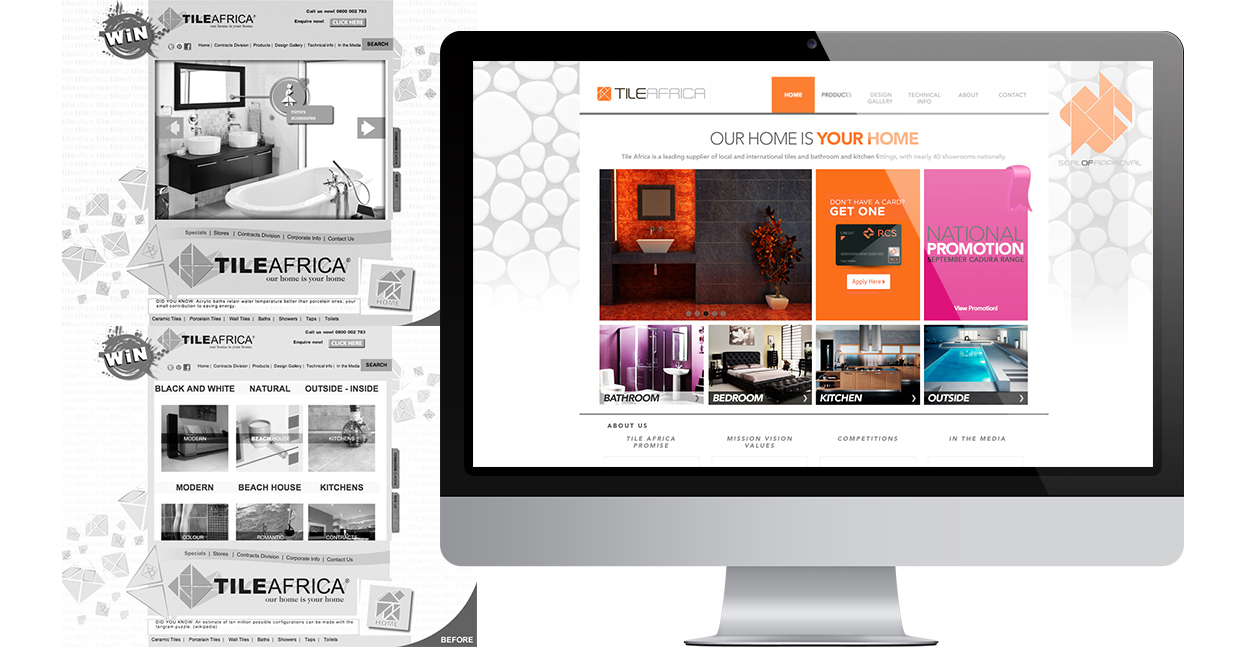 WiN
TILEAFRICA®
our home is your home
Call us now! 0800 002 783
Enquire now! CLICK HERE
Home | Contracts Division | Products | Design Gallery | Technical info | In the Media SEARCH
mirrors
accessories
Specials | Stores | Contracts Division | Corporate Info | Contact Us
TILEAFRICA®
our home is your home
HOME
DID YOU KNOW: Acrylic baths retain water temperature better than porcelain ones, your
small contribution to saving energy.
Ceramic Tiles | Porcelain Tiles | Wall Tiles | Baths | Showers | Taps | Toilets
WiN
TILEAFRICA®
our home is your home
Call us now! 0800 002 783
Enquire now! CLICK HERE
Home | Contracts Division | Products | Design Gallery | Technical info | In the Media SEARCH
BLACK AND WHITE NATURAL OUTSIDE - INSIDE
MODERN BEACH HOUSE KITCHENS
MODERN BEACH HOUSE KITCHENS
COLOUR ROMANTIC CONTRACTS
Specials | Stores | Contracts Division | Corporate Info | Contact Us
TILEAFRICA®
our home is your home
HOME
DID YOU KNOW: An estimate of ten million possible configurations can be made with the
tangram puzzle. (wikipedia)
Ceramic Tiles | Porcelain Tiles | Wall Tiles | Baths | Showers | Taps | Toilets
BEFORE
TILEAFRICA
HOME PRODUCTS DESIGN GALLERY TECHNICAL INFO ABOUT CONTACT
SEAL OF APPROVAL
OUR HOME IS YOUR HOME
Tile Africa is a leading supplier of local and international tiles and bathroom and kitchen fittings, with nearly 40 showrooms nationally.
DON'T HAVE A CARD?
GET ONE
CREDIT
RCS
Apply Here
NATIONAL
PROMOTION
SEPTEMBER CADURA RANGE
View Promotion!
BATHROOM
BEDROOM
KITCHEN
OUTSIDE
ABOUT US
TILE AFRICA PROMISE
MISSION VISION VALUES
COMPETITIONS
IN THE MEDIA